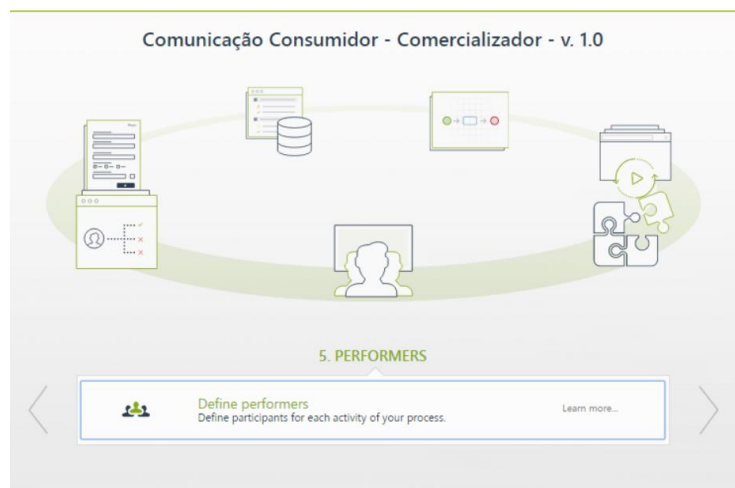 Comunicação Consumidor - Comercializador - v. 1.0
5. PERFORMERS
Define performers
Define participants for each activity of your process.
Learn more...